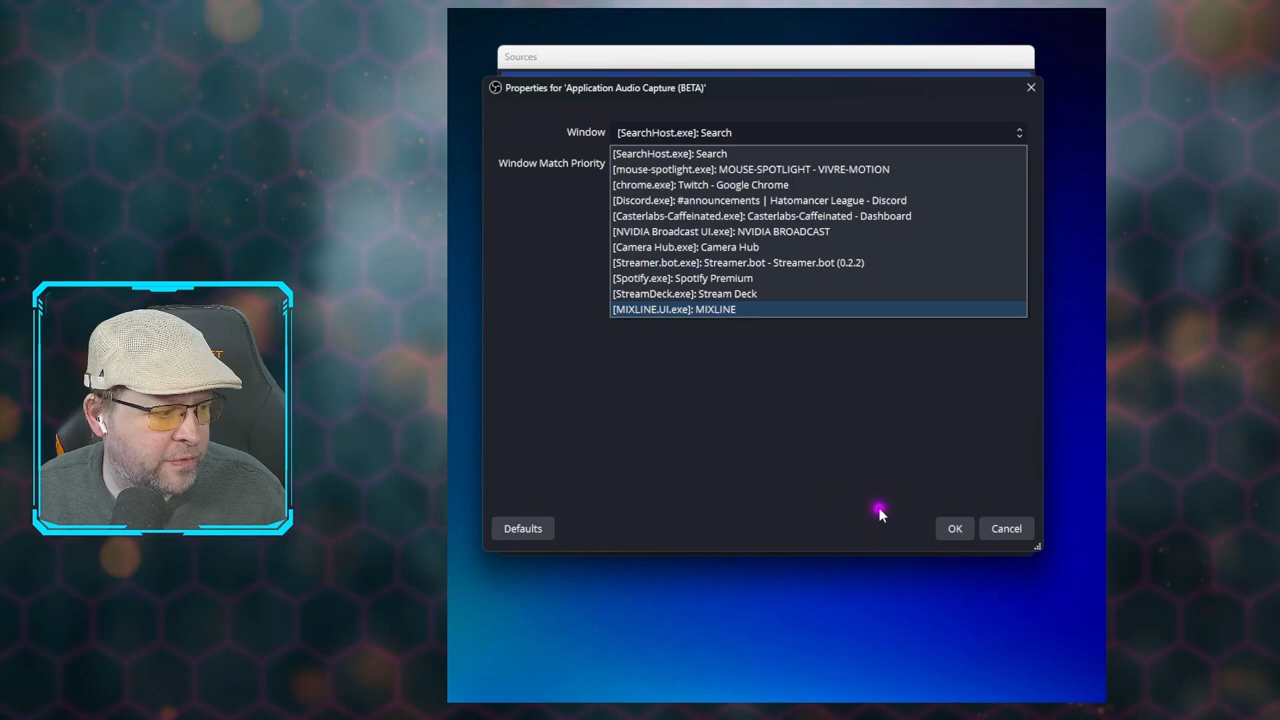 Sources
Properties for 'Application Audio Capture (BETA)'
Window
[SearchHost.exe]: Search
Window Match Priority
[SearchHost.exe]: Search
[mouse-spotlight.exe]: MOUSE-SPOTLIGHT - VIVRE-MOTION
[chrome.exe]: Twitch - Google Chrome
[Discord.exe]: #announcements | Hatomancer League - Discord
[Casterlabs-Caffeinated.exe]: Casterlabs-Caffeinated - Dashboard
[NVIDIA Broadcast UI.exe]: NVIDIA BROADCAST
[Camera Hub.exe]: Camera Hub
[Streamer.bot.exe]: Streamer.bot - Streamer.bot (0.2.2)
[Spotify.exe]: Spotify Premium
[StreamDeck.exe]: Stream Deck
[MIXLINE.UI.exe]: MIXLINE
Defaults
OK
Cancel